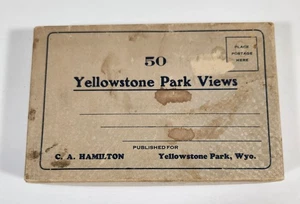 PLACE
POSTAGE
HERE
50
Yellowstone Park Views
PUBLISHED FOR
C. A. HAMILTON Yellowstone Park, Wyo.